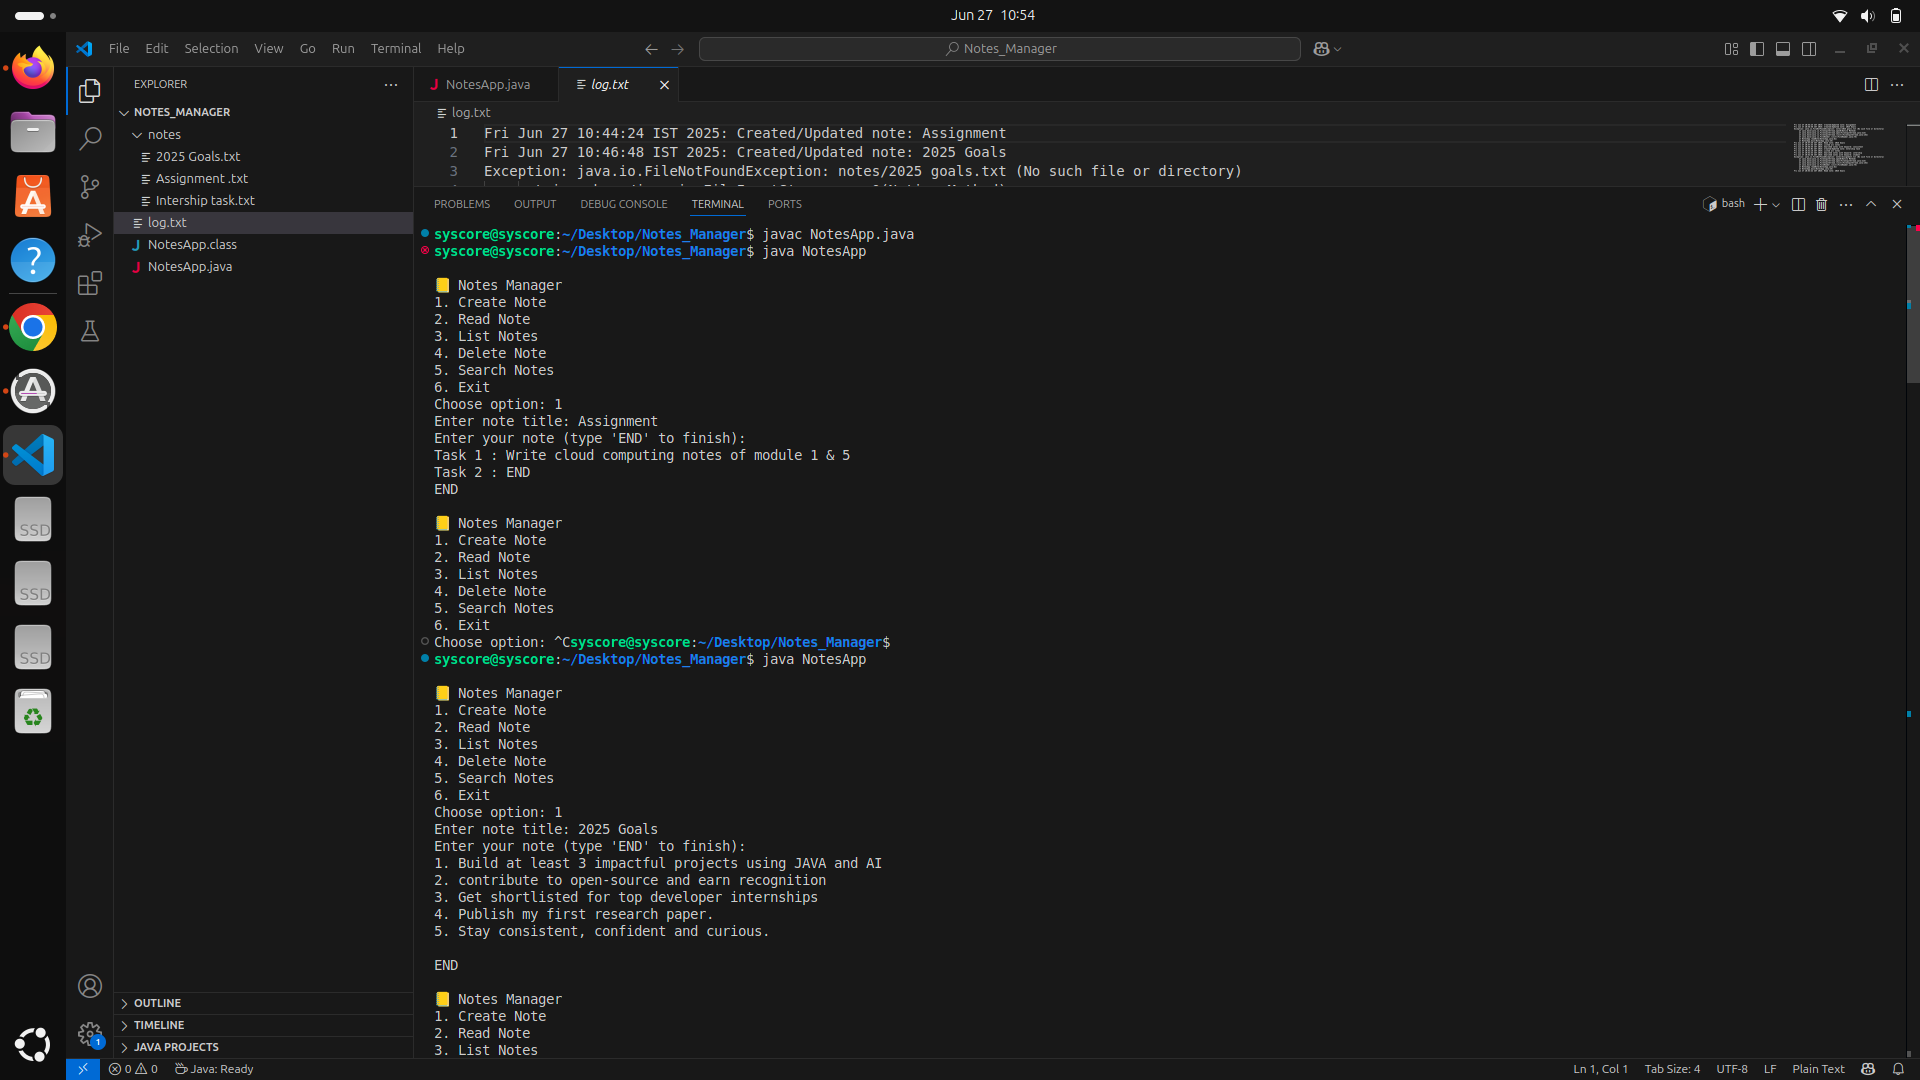 Jun 27 10:54
File Edit Selection View Go Run Terminal Help
Notes_Manager
EXPLORER
NOTES_MANAGER
notes
2025 Goals.txt
Assignment .txt
Intership task.txt
log.txt
NotesApp.class
NotesApp.java
OUTLINE
TIMELINE
JAVA PROJECTS
SSD
SSD
SSD
NotesApp.java
log.txt
log.txt
1 Fri Jun 27 10:44:24 IST 2025: Created/Updated note: Assignment
2 Fri Jun 27 10:46:48 IST 2025: Created/Updated note: 2025 Goals
3 Exception: java.io.FileNotFoundException: notes/2025 goals.txt (No such file or directory)
PROBLEMS OUTPUT DEBUG CONSOLE TERMINAL PORTS
bash
syscore@syscore:~/Desktop/Notes_Manager$ javac NotesApp.java
syscore@syscore:~/Desktop/Notes_Manager$ java NotesApp
Notes Manager
1. Create Note
2. Read Note
3. List Notes
4. Delete Note
5. Search Notes
6. Exit
Choose option: 1
Enter note title: Assignment
Enter your note (type 'END' to finish):
Task 1 : Write cloud computing notes of module 1 & 5
Task 2 : END
END
Notes Manager
1. Create Note
2. Read Note
3. List Notes
4. Delete Note
5. Search Notes
6. Exit
Choose option: ^Csyscore@syscore:~/Desktop/Notes_Manager$
syscore@syscore:~/Desktop/Notes_Manager$ java NotesApp
Notes Manager
1. Create Note
2. Read Note
3. List Notes
4. Delete Note
5. Search Notes
6. Exit
Choose option: 1
Enter note title: 2025 Goals
Enter your note (type 'END' to finish):
1. Build at least 3 impactful projects using JAVA and AI
2. contribute to open-source and earn recognition
3. Get shortlisted for top developer internships
4. Publish my first research paper.
5. Stay consistent, confident and curious.
END
Notes Manager
1. Create Note
2. Read Note
3. List Notes
1
0 0 Java: Ready
Ln 1, Col 1 Tab Size: 4 UTF-8 LF Plain Text